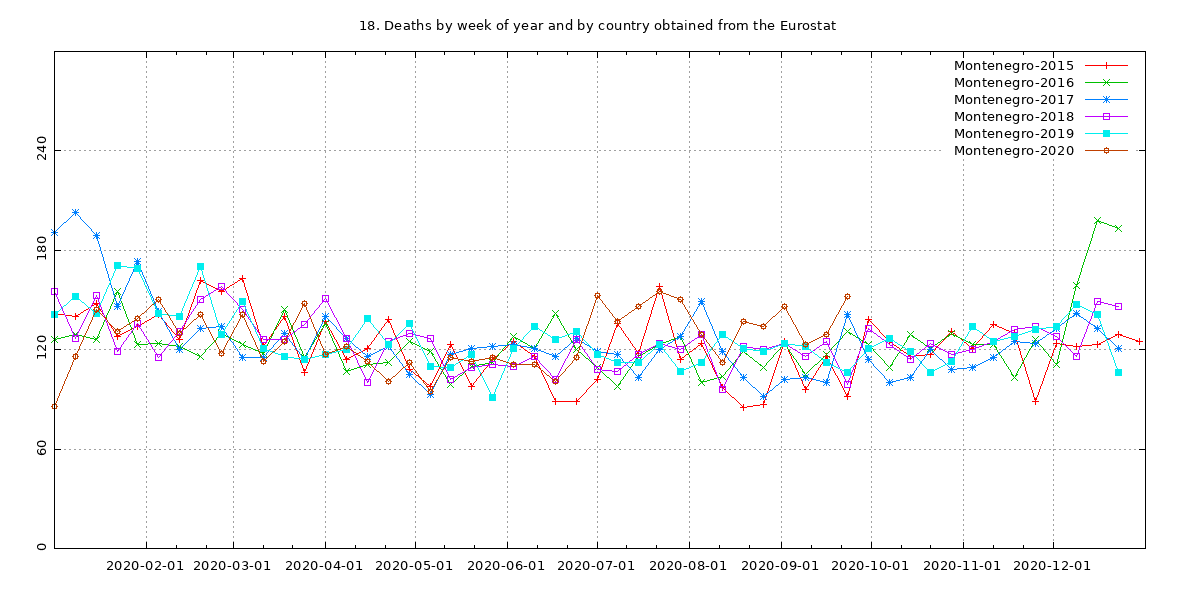 18. Deaths by week of year and by country obtained from the Eurostat
Montenegro-2015
Montenegro-2016
Montenegro-2017
Montenegro-2018
Montenegro-2019
Montenegro-2020
240
180
120
60
0
2020-02-01 2020-03-01 2020-04-01 2020-05-01 2020-06-01 2020-07-01 2020-08-01 2020-09-01 2020-10-01 2020-11-01 2020-12-01